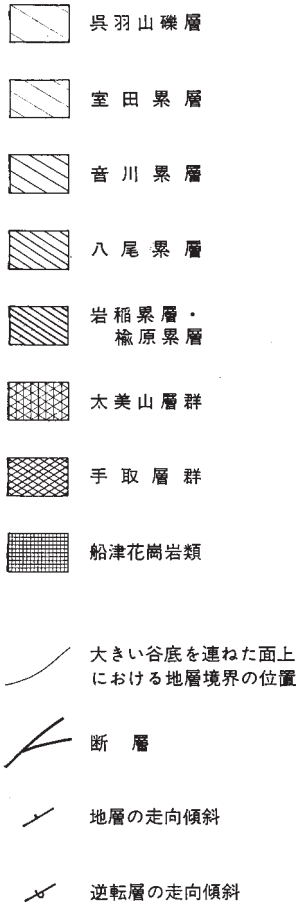 呉羽山礫層
室田累層
音川累層
八尾累層
岩稲累層・
楡原累層
太美山層群
手取層群
船津花崗岩類
大きい谷底を連ねた面上
における地層境界の位置
断層
地層の走向傾斜
逆転層の走向傾斜